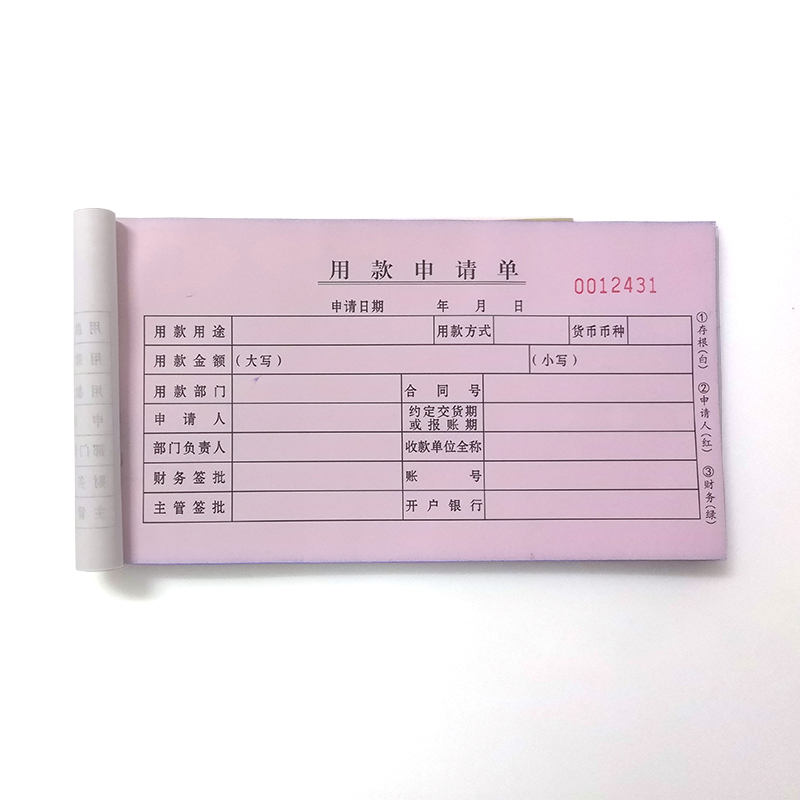 用款申请单
0012431
申请日期 年 月 日
用款用途 用款方式 货币币种
用款金额 (大写) (小写)
用款部门 合同号
申请人 约定交货期
或报账期
部门负责人 收款单位全称
财务签批 账号
主管签批 开户银行
①存根(白) ②申请人(红) ③财务(绿)